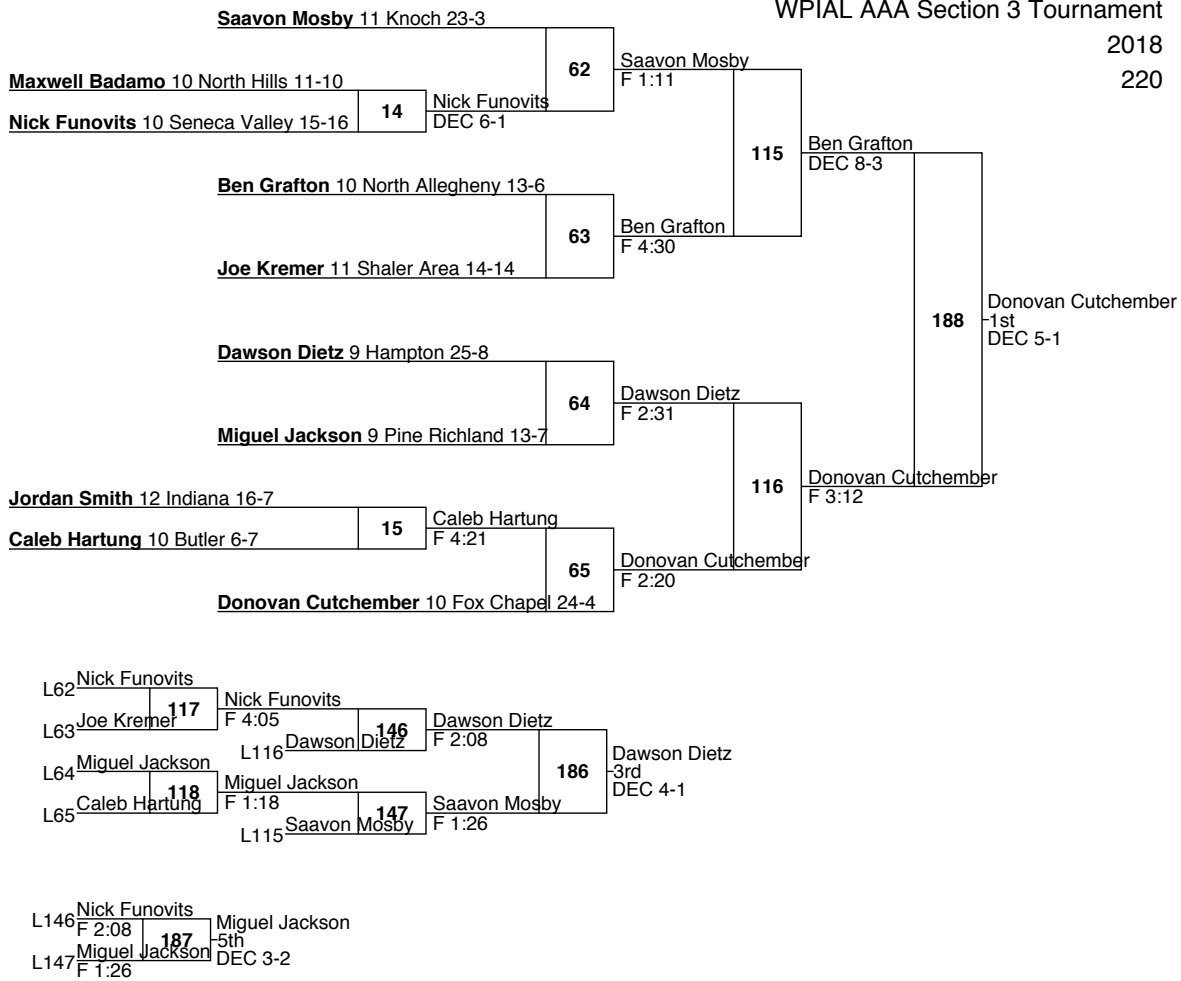 WPIAL AAA Section 3 Tournament
2018
220
Saavon Mosby 11 Knoch 23-3
62
Saavon Mosby
F 1:11
Maxwell Badamo 10 North Hills 11-10
14
Nick Funovits
DEC 6-1
Nick Funovits 10 Seneca Valley 15-16
115
Ben Grafton
DEC 8-3
Ben Grafton 10 North Allegheny 13-6
63
Ben Grafton
F 4:30
Joe Kremer 11 Shaler Area 14-14
188
Donovan Cutchember
1st
DEC 5-1
Dawson Dietz 9 Hampton 25-8
64
Dawson Dietz
F 2:31
Miguel Jackson 9 Pine Richland 13-7
116
Donovan Cutchember
F 3:12
Jordan Smith 12 Indiana 16-7
15
Caleb Hartung
F 4:21
Caleb Hartung 10 Butler 6-7
65
Donovan Cutchember
F 2:20
Donovan Cutchember 10 Fox Chapel 24-4
L62 Nick Funovits
117
Nick Funovits
F 4:05
L63 Joe Kremer
146
Dawson Dietz
F 2:08
L116 Dawson Dietz
186
Dawson Dietz
3rd
DEC 4-1
L64 Miguel Jackson
118
Miguel Jackson
F 1:18
L65 Caleb Hartung
147
Saavon Mosby
F 1:26
L115 Saavon Mosby
L146 Nick Funovits
F 2:08
187
Miguel Jackson
5th
DEC 3-2
L147 Miguel Jackson
F 1:26